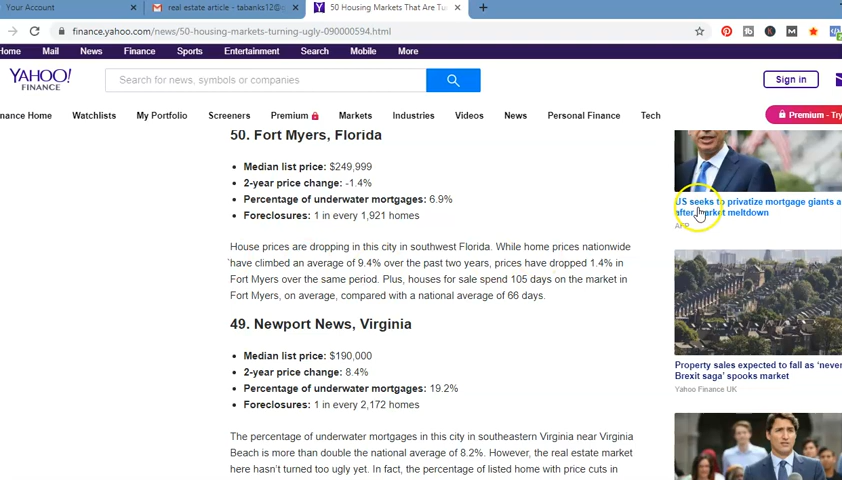 Your Account
real estate article - tabanks12@
50 Housing Markets That Are Tur
finance.yahoo.com/news/50-housing-markets-turning-ugly-090000594.html
Home Mail News Finance Sports Entertainment Search Mobile More
YAHOO!
FINANCE
Search for news, symbols or companies
Sign in
nance Home Watchlists My Portfolio Screeners Premium Markets Industries Videos News Personal Finance Tech
Premium - Try
50. Fort Myers, Florida
Median list price: $249,999
2-year price change: -1.4%
Percentage of underwater mortgages: 6.9%
Foreclosures: 1 in every 1,921 homes
House prices are dropping in this city in southwest Florida. While home prices nationwide
have climbed an average of 9.4% over the past two years, prices have dropped 1.4% in
Fort Myers over the same period. Plus, houses for sale spend 105 days on the market in
Fort Myers, on average, compared with a national average of 66 days.
49. Newport News, Virginia
Median list price: $190,000
2-year price change: 8.4%
Percentage of underwater mortgages: 19.2%
Foreclosures: 1 in every 2,172 homes
The percentage of underwater mortgages in this city in southeastern Virginia near Virginia
Beach is more than double the national average of 8.2%. However, the real estate market
here hasn't turned too ugly yet. In fact, the percentage of listed home with price cuts in
US seeks to privatize mortgage giants a
after market meltdown
AFP
Property sales expected to fall as 'never
Brexit saga' spooks market
Yahoo Finance UK